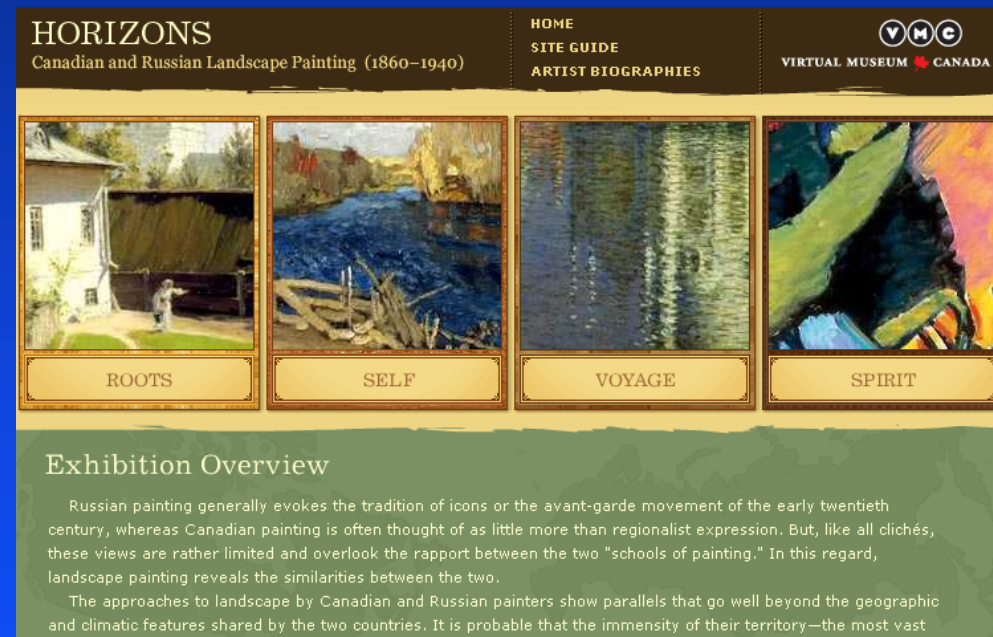 HORIZONS
Canadian and Russian Landscape Painting (1860–1940)
HOME
SITE GUIDE
ARTIST BIOGRAPHIES
VMC
VIRTUAL MUSEUM CANADA
ROOTS
SELF
VOYAGE
SPIRIT
Exhibition Overview
Russian painting generally evokes the tradition of icons or the avant-garde movement of the early twentieth
century, whereas Canadian painting is often thought of as little more than regionalist expression. But, like all clichés,
these views are rather limited and overlook the rapport between the two "schools of painting." In this regard,
landscape painting reveals the similarities between the two.
The approaches to landscape by Canadian and Russian painters show parallels that go well beyond the geographic
and climatic features shared by the two countries. It is probable that the immensity of their territory—the most vast